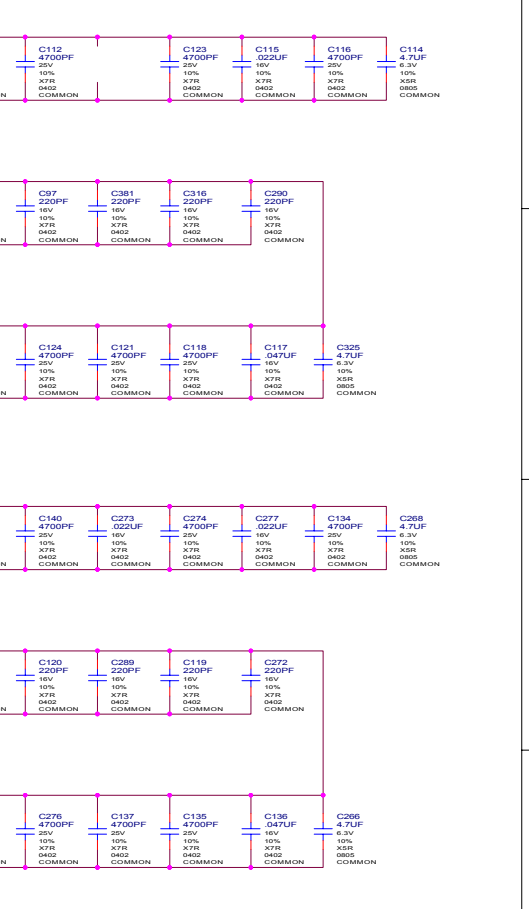 C112
4700PF
25V
10%
X7R
0402
COMMON
C123
4700PF
25V
10%
X7R
0402
COMMON
C115
.022UF
16V
10%
X7R
0402
COMMON
C116
4700PF
25V
10%
X7R
0402
COMMON
C114
4.7UF
6.3V
10%
X5R
0805
COMMON
N
C97
220PF
16V
10%
X7R
0402
COMMON
C381
220PF
16V
10%
X7R
0402
COMMON
C316
220PF
16V
10%
X7R
0402
COMMON
C290
220PF
16V
10%
X7R
0402
COMMON
N
C124
4700PF
25V
10%
X7R
0402
COMMON
C121
4700PF
25V
10%
X7R
0402
COMMON
C118
4700PF
25V
10%
X7R
0402
COMMON
C117
.047UF
16V
10%
X7R
0402
COMMON
C325
4.7UF
6.3V
10%
X5R
0805
COMMON
N
C140
4700PF
25V
10%
X7R
0402
COMMON
C273
.022UF
16V
10%
X7R
0402
COMMON
C274
4700PF
25V
10%
X7R
0402
COMMON
C277
.022UF
16V
10%
X7R
0402
COMMON
C134
4700PF
25V
10%
X7R
0402
COMMON
C268
4.7UF
6.3V
10%
X5R
0805
COMMON
N
C120
220PF
16V
10%
X7R
0402
COMMON
C289
220PF
16V
10%
X7R
0402
COMMON
C119
220PF
16V
10%
X7R
0402
COMMON
C272
220PF
16V
10%
X7R
0402
COMMON
N
C276
4700PF
25V
10%
X7R
0402
COMMON
C137
4700PF
25V
10%
X7R
0402
COMMON
C135
4700PF
25V
10%
X7R
0402
COMMON
C136
.047UF
16V
10%
X7R
0402
COMMON
C266
4.7UF
6.3V
10%
X5R
0805
COMMON
N